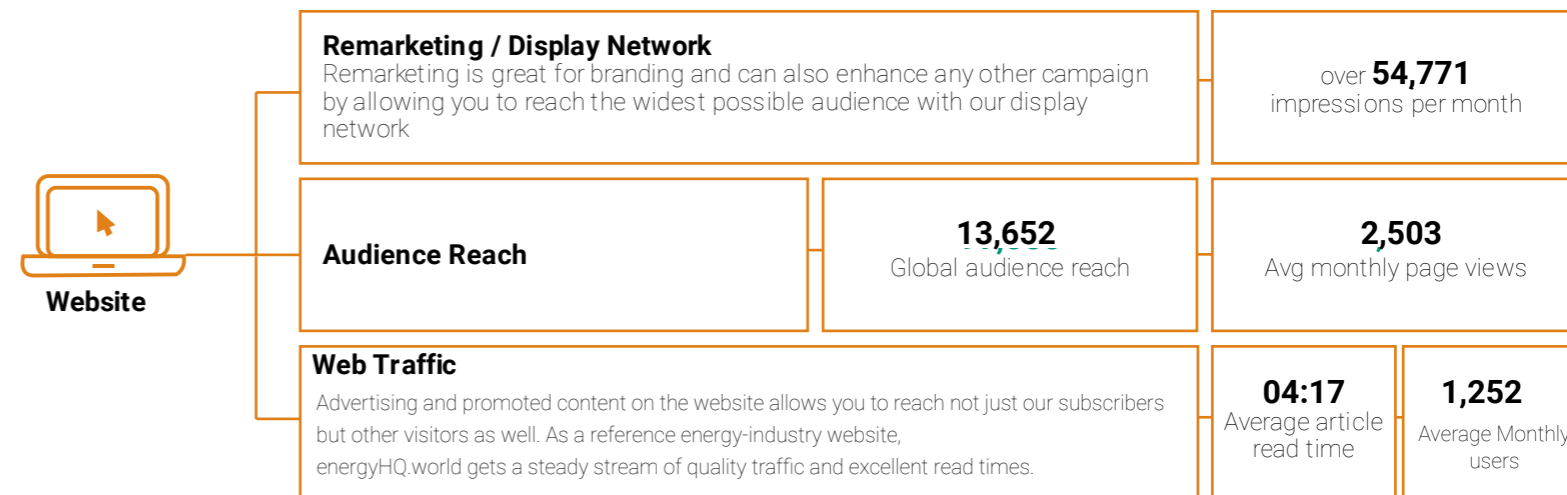 Remarketing / Display Network
Remarketing is great for branding and can also enhance any other campaign
by allowing you to reach the widest possible audience with our display
network
over 54,771
impressions per month
Website
Audience Reach
13,652
Global audience reach
2,503
Avg monthly page views
Web Traffic
Advertising and promoted content on the website allows you to reach not just our subscribers
but other visitors as well. As a reference energy-industry website,
energyHQ.world gets a steady stream of quality traffic and excellent read times.
04:17
Average article
read time
1,252
Average Monthly
users